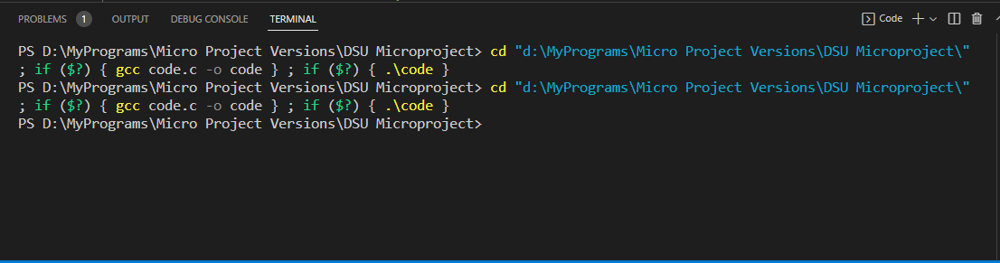 PROBLEMS 1 OUTPUT DEBUG CONSOLE TERMINAL Code
PS D:\MyPrograms\Micro Project Versions\DSU Microproject> cd "d:\MyPrograms\Micro Project Versions\DSU Microproject\"
; if ($?) { gcc code.c -o code } ; if ($?) { .\code }
PS D:\MyPrograms\Micro Project Versions\DSU Microproject> cd "d:\MyPrograms\Micro Project Versions\DSU Microproject\"
; if ($?) { gcc code.c -o code } ; if ($?) { .\code }
PS D:\MyPrograms\Micro Project Versions\DSU Microproject>